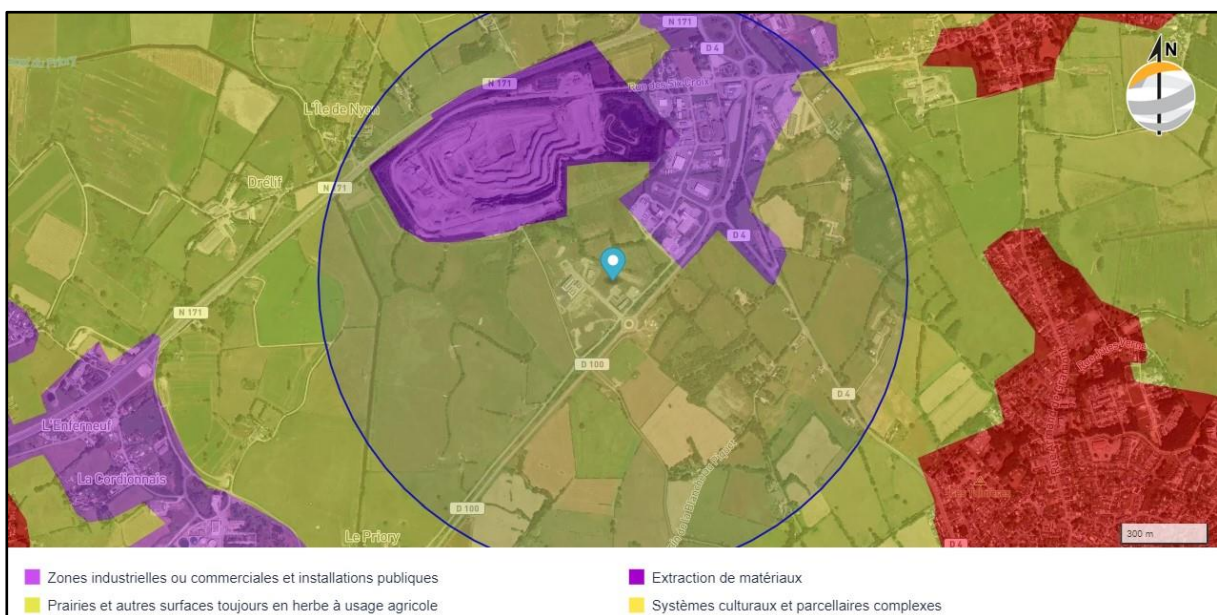 N 171
D 4
N
N 171
Rue des Six Croix
L'Île de Nyon
Drélif
N 171
D 4
N 171
D 100
D 4
L'Enferneuf
La Cordionnais
D 100
Le Priory
D 4
300 m
Zones industrielles ou commerciales et installations publiques
Extraction de matériaux
Prairies et autres surfaces toujours en herbe à usage agricole
Systèmes culturaux et parcellaires complexes